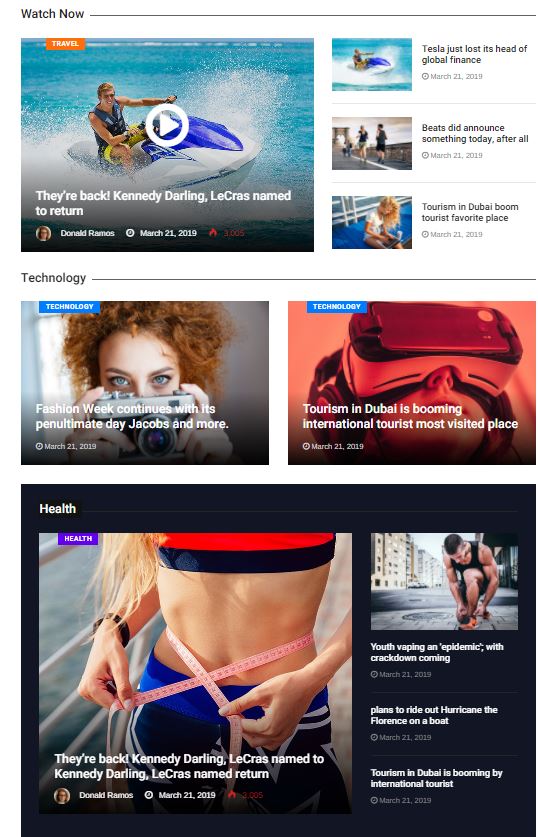 Watch Now
TRAVEL
They're back! Kennedy Darling, LeCras named
to return
Donald Ramos March 21, 2019 3,005
Tesla just lost its head of
global finance
March 21, 2019
Beats did announce
something today, after all
March 21, 2019
Tourism in Dubai boom
tourist favorite place
March 21, 2019
Technology
TECHNOLOGY
Fashion Week continues with its
penultimate day Jacobs and more.
March 21, 2019
TECHNOLOGY
Tourism in Dubai is booming
international tourist most visited place
March 21, 2019
Health
HEALTH
They're back! Kennedy Darling, LeCras named to
Kennedy Darling, LeCras named return
Donald Ramos March 21, 2019 3,005
Youth vaping an 'epidemic'; with
crackdown coming
March 21, 2019
plans to ride out Hurricane the
Florence on a boat
March 21, 2019
Tourism in Dubai is booming by
international tourist
March 21, 2019